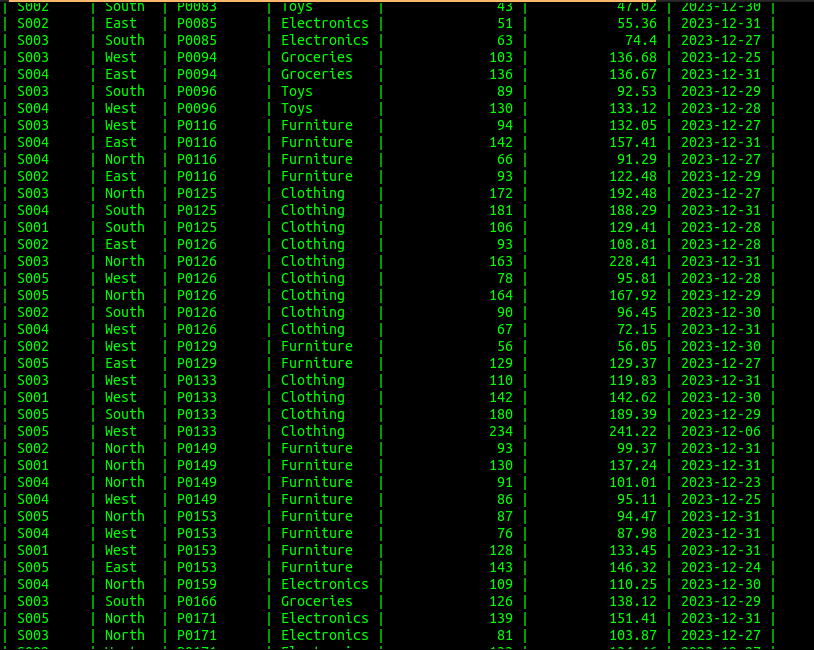 | S002 | South | P0083 | Toys | 43 | 47.02 | 2023-12-30 |
| S002 | East | P0085 | Electronics | 51 | 55.36 | 2023-12-31 |
| S003 | South | P0085 | Electronics | 63 | 74.4 | 2023-12-27 |
| S003 | West | P0094 | Groceries | 103 | 136.68 | 2023-12-25 |
| S004 | East | P0094 | Groceries | 136 | 136.67 | 2023-12-31 |
| S003 | South | P0096 | Toys | 89 | 92.53 | 2023-12-29 |
| S004 | West | P0096 | Toys | 130 | 133.12 | 2023-12-28 |
| S003 | West | P0116 | Furniture | 94 | 132.05 | 2023-12-27 |
| S004 | East | P0116 | Furniture | 142 | 157.41 | 2023-12-31 |
| S004 | North | P0116 | Furniture | 66 | 91.29 | 2023-12-27 |
| S002 | East | P0116 | Furniture | 93 | 122.48 | 2023-12-29 |
| S003 | North | P0125 | Clothing | 172 | 192.48 | 2023-12-27 |
| S004 | South | P0125 | Clothing | 181 | 188.29 | 2023-12-31 |
| S001 | South | P0125 | Clothing | 106 | 129.41 | 2023-12-28 |
| S002 | East | P0126 | Clothing | 93 | 108.81 | 2023-12-28 |
| S003 | North | P0126 | Clothing | 163 | 228.41 | 2023-12-31 |
| S005 | West | P0126 | Clothing | 78 | 95.81 | 2023-12-28 |
| S005 | North | P0126 | Clothing | 164 | 167.92 | 2023-12-29 |
| S002 | South | P0126 | Clothing | 90 | 96.45 | 2023-12-30 |
| S004 | West | P0126 | Clothing | 67 | 72.15 | 2023-12-31 |
| S002 | West | P0129 | Furniture | 56 | 56.05 | 2023-12-30 |
| S005 | East | P0129 | Furniture | 129 | 129.37 | 2023-12-27 |
| S003 | West | P0133 | Clothing | 110 | 119.83 | 2023-12-31 |
| S001 | West | P0133 | Clothing | 142 | 142.62 | 2023-12-30 |
| S005 | South | P0133 | Clothing | 180 | 189.39 | 2023-12-29 |
| S005 | West | P0133 | Clothing | 234 | 241.22 | 2023-12-06 |
| S002 | North | P0149 | Furniture | 93 | 99.37 | 2023-12-31 |
| S001 | North | P0149 | Furniture | 130 | 137.24 | 2023-12-31 |
| S004 | North | P0149 | Furniture | 91 | 101.01 | 2023-12-23 |
| S004 | West | P0149 | Furniture | 86 | 95.11 | 2023-12-25 |
| S005 | North | P0153 | Furniture | 87 | 94.47 | 2023-12-31 |
| S004 | West | P0153 | Furniture | 76 | 87.98 | 2023-12-31 |
| S001 | West | P0153 | Furniture | 128 | 133.45 | 2023-12-31 |
| S005 | East | P0153 | Furniture | 143 | 146.32 | 2023-12-24 |
| S004 | North | P0159 | Electronics | 109 | 110.25 | 2023-12-30 |
| S003 | South | P0166 | Groceries | 126 | 138.12 | 2023-12-29 |
| S005 | North | P0171 | Electronics | 139 | 151.41 | 2023-12-31 |
| S003 | North | P0171 | Electronics | 81 | 103.87 | 2023-12-27 |